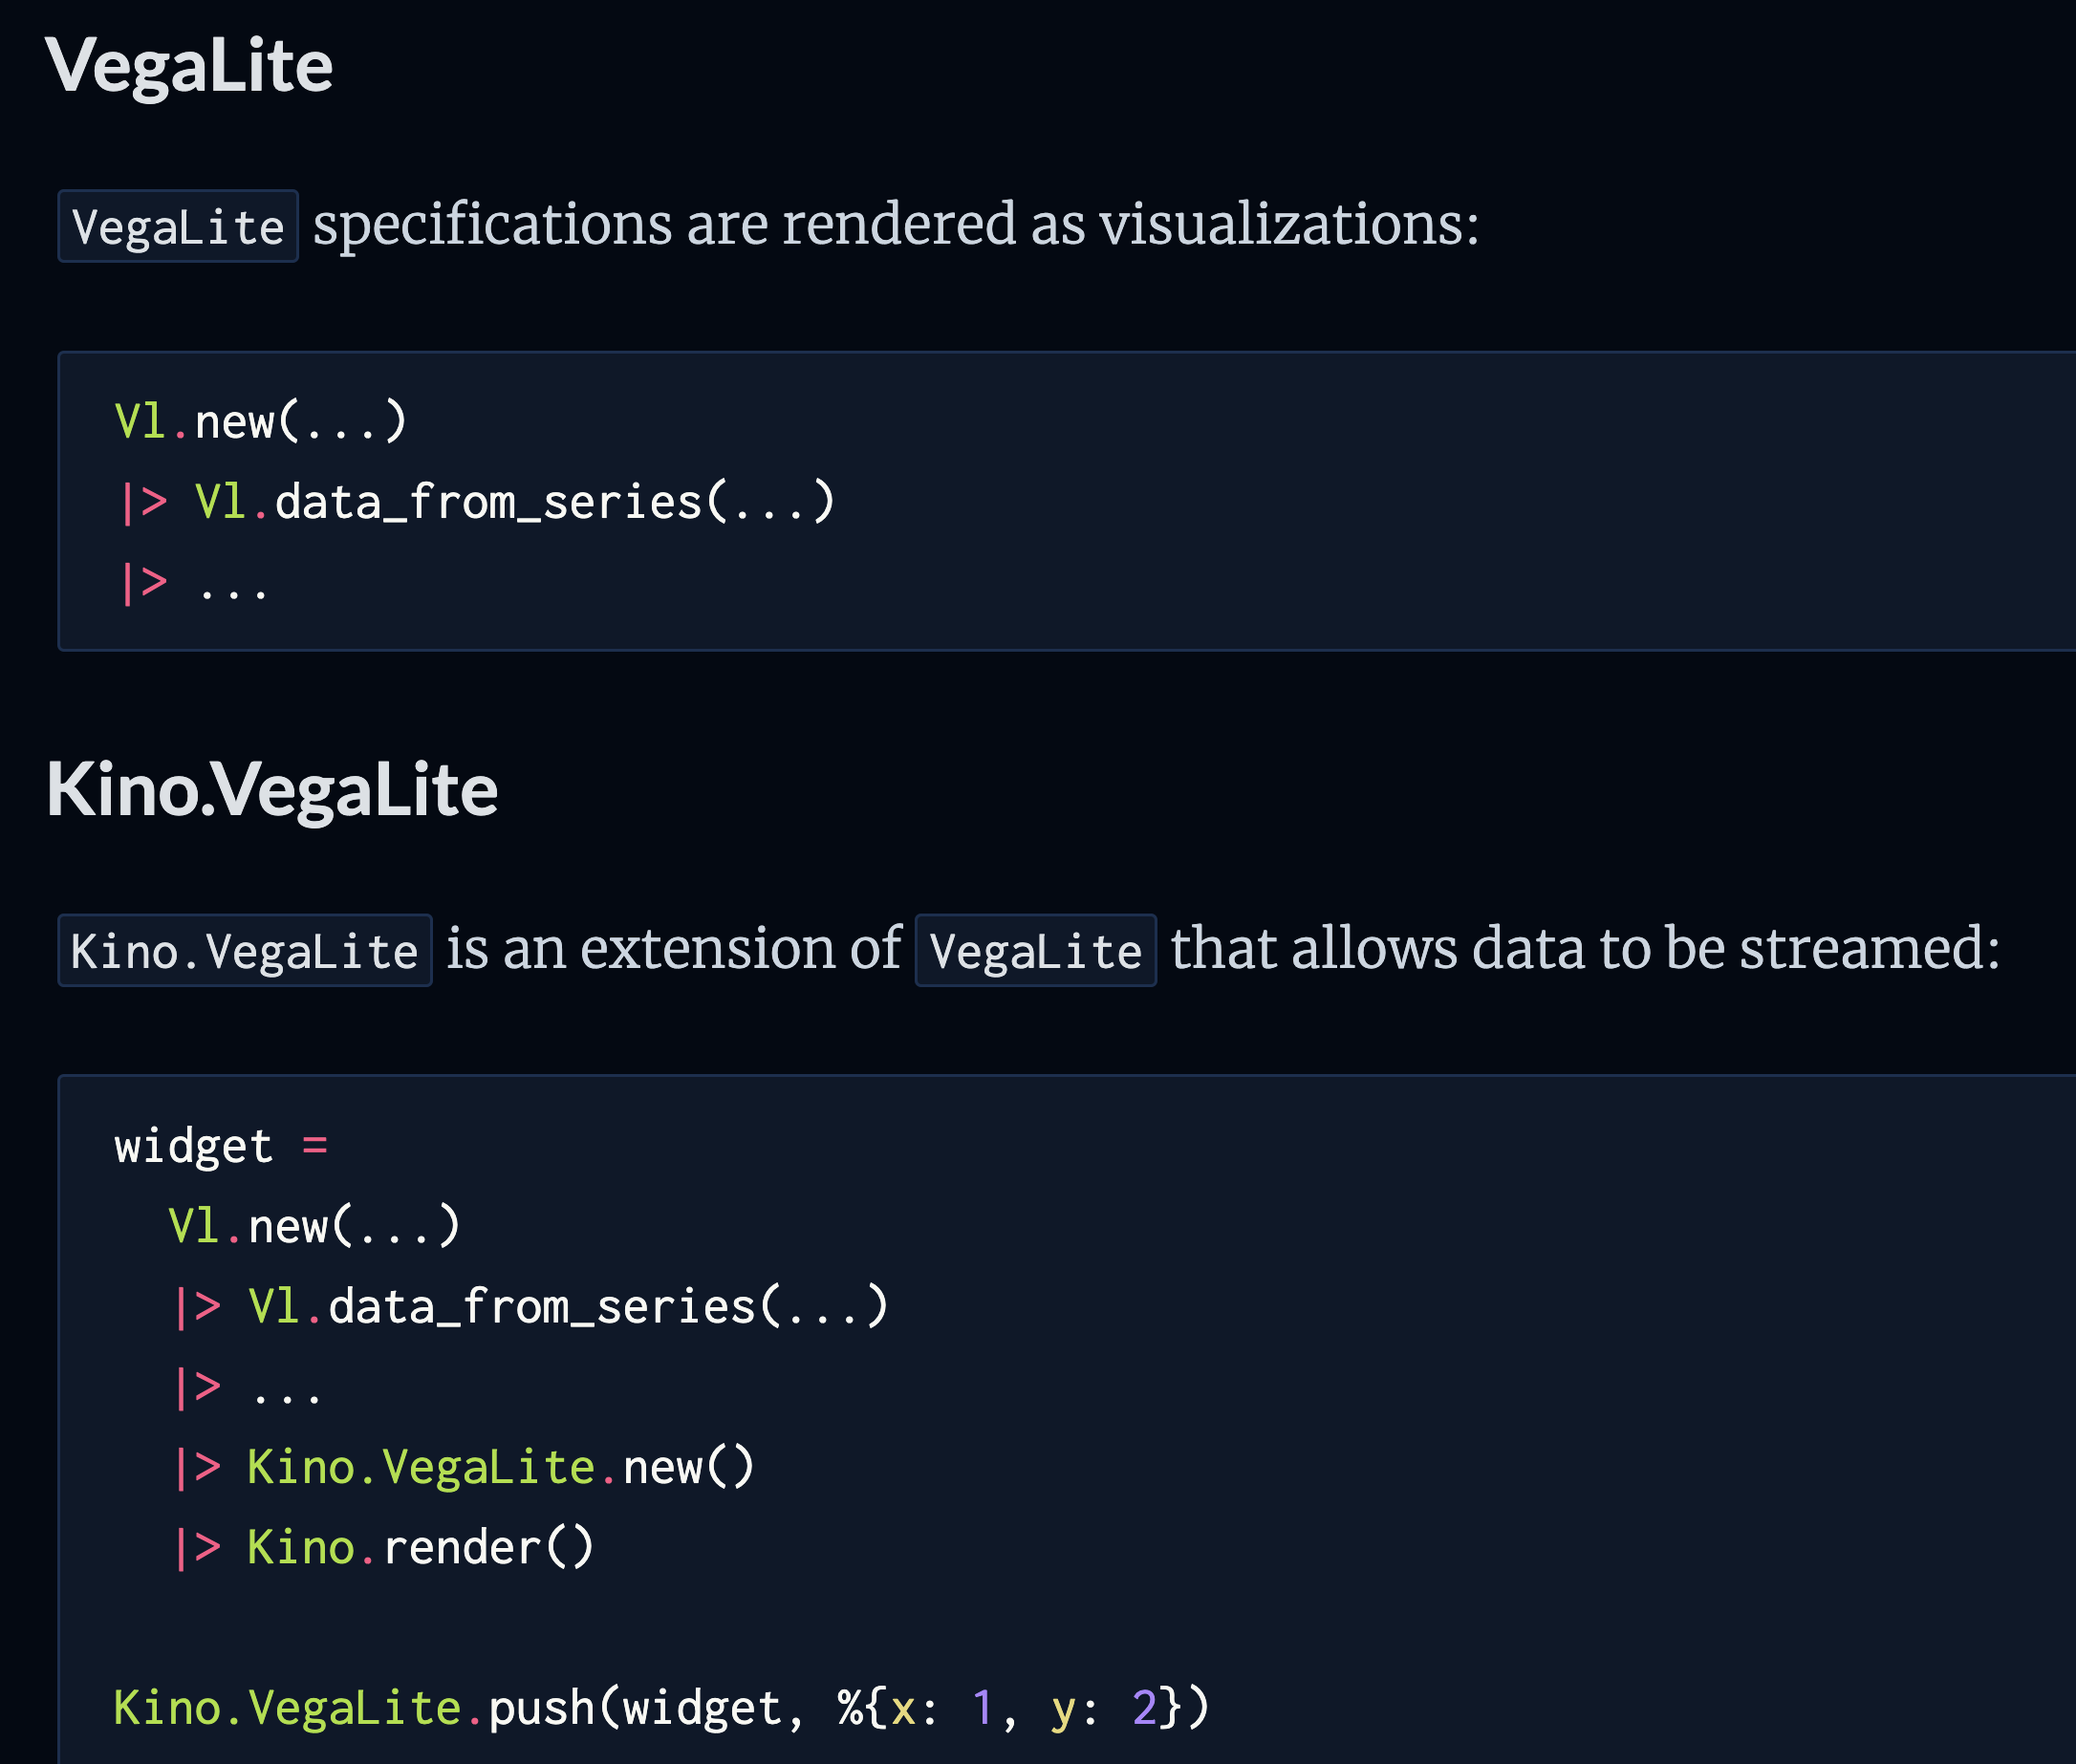 VegaLite
VegaLite specifications are rendered as visualizations:
Vl.new(...)
|> Vl.data_from_series(...)
|> ...
Kino.VegaLite
Kino.VegaLite is an extension of VegaLite that allows data to be streamed:
widget =
  Vl.new(...)
  |> Vl.data_from_series(...)
  |> ...
  |> Kino.VegaLite.new()
  |> Kino.render()
Kino.VegaLite.push(widget, %{x: 1, y: 2})